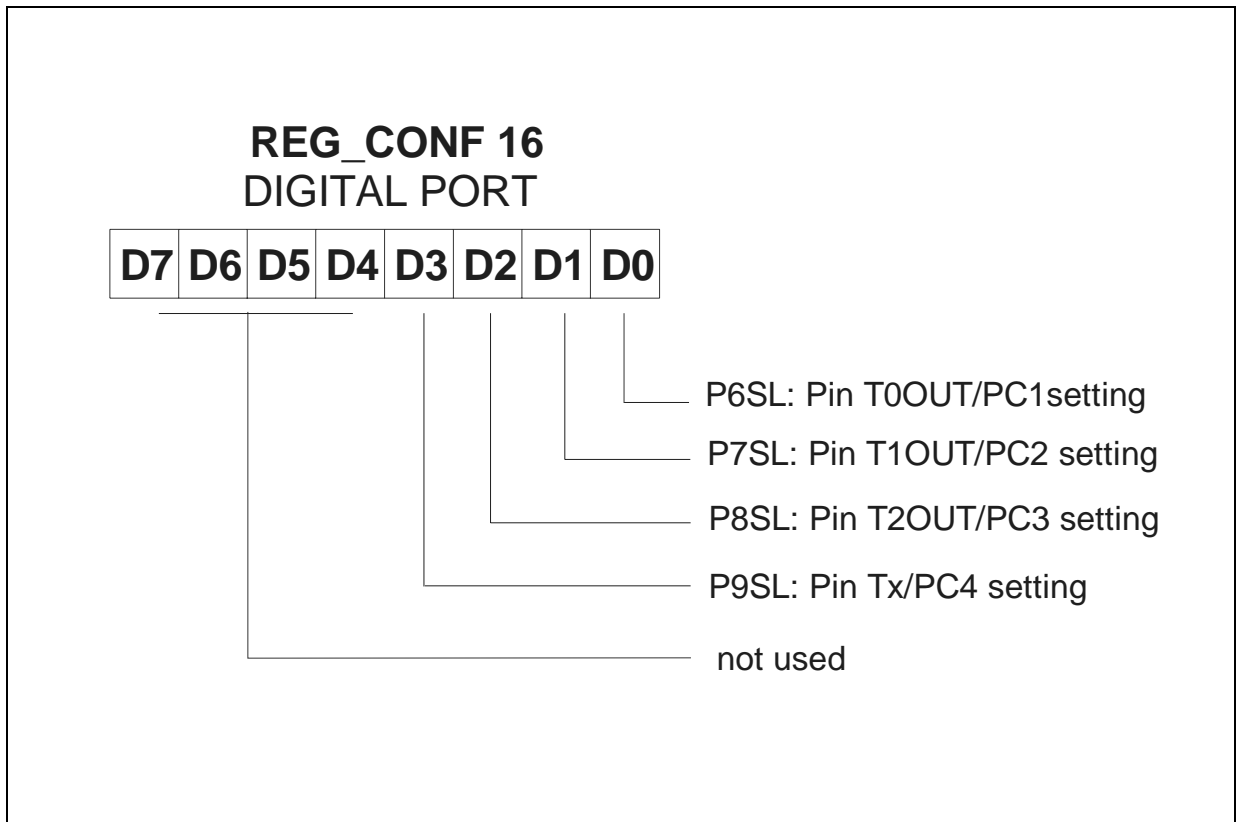 REG_CONF 16
DIGITAL PORT
D7 D6 D5 D4 D3 D2 D1 D0
P6SL: Pin T0OUT/PC1setting
P7SL: Pin T1OUT/PC2 setting
P8SL: Pin T2OUT/PC3 setting
P9SL: Pin Tx/PC4 setting
not used